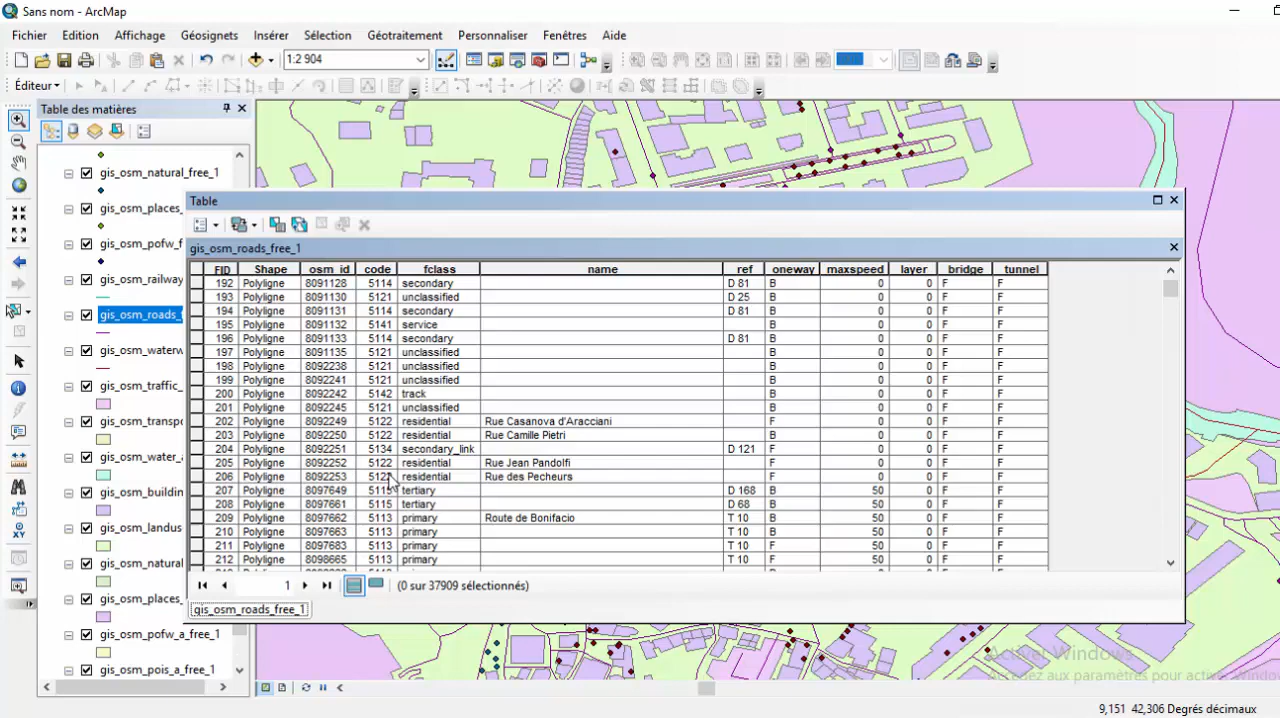 Sans nom - ArcMap
Fichier Edition Affichage Géosignets Insérer Sélection Géotraitement Personnaliser Fenêtres Aide
1:2 904
Éditeur
Table des matières
gis_osm_natural_free_1
gis_osm_places_
gis_osm_pofw_f
gis_osm_railway
gis_osm_roads_
gis_osm_waterw
gis_osm_traffic_
gis_osm_transpo
gis_osm_water_a
gis_osm_building
gis_osm_landus
gis_osm_natural
gis_osm_places_
gis_osm_pofw_a_free_1
gis_osm_pois_a_free_1
Table
gis_osm_roads_free_1
FID Shape osm_id code fclass name ref oneway maxspeed layer bridge tunnel
192 Polyligne 8091128 5114 secondary D 81 B 0 0 F F
193 Polyligne 8091130 5121 unclassified D 25 B 0 0 F F
194 Polyligne 8091131 5114 secondary D 81 B 0 0 F F
195 Polyligne 8091132 5141 service B 0 0 F F
196 Polyligne 8091133 5114 secondary D 81 B 0 0 F F
197 Polyligne 8091135 5121 unclassified B 0 0 F F
198 Polyligne 8092238 5121 unclassified B 0 0 F F
199 Polyligne 8092241 5121 unclassified B 0 0 F F
200 Polyligne 8092242 5142 track B 0 0 F F
201 Polyligne 8092245 5121 unclassified B 0 0 F F
202 Polyligne 8092249 5122 residential Rue Casanova d'Aracciani F 0 0 F F
203 Polyligne 8092250 5122 residential Rue Camille Pietri B 0 0 F F
204 Polyligne 8092251 5134 secondary_link D 121 F 0 0 F F
205 Polyligne 8092252 5122 residential Rue Jean Pandolfi F 0 0 F F
206 Polyligne 8092253 5122 residential Rue des Pecheurs F 0 0 F F
207 Polyligne 8097649 5115 tertiary D 168 B 50 0 F F
208 Polyligne 8097661 5115 tertiary D 68 B 50 0 F F
209 Polyligne 8097662 5113 primary Route de Bonifacio T 10 B 50 0 F F
210 Polyligne 8097663 5113 primary T 10 F 50 0 F F
211 Polyligne 8097683 5113 primary T 10 F 50 0 F F
212 Polyligne 8098665 5113 primary T 10 F 50 0 F F
1 (0 sur 37909 sélectionnés)
gis_osm_roads_free_1
Activer Windows
Accédez aux paramètres pour activer Windows
9,151 42,306 Degrés décimaux